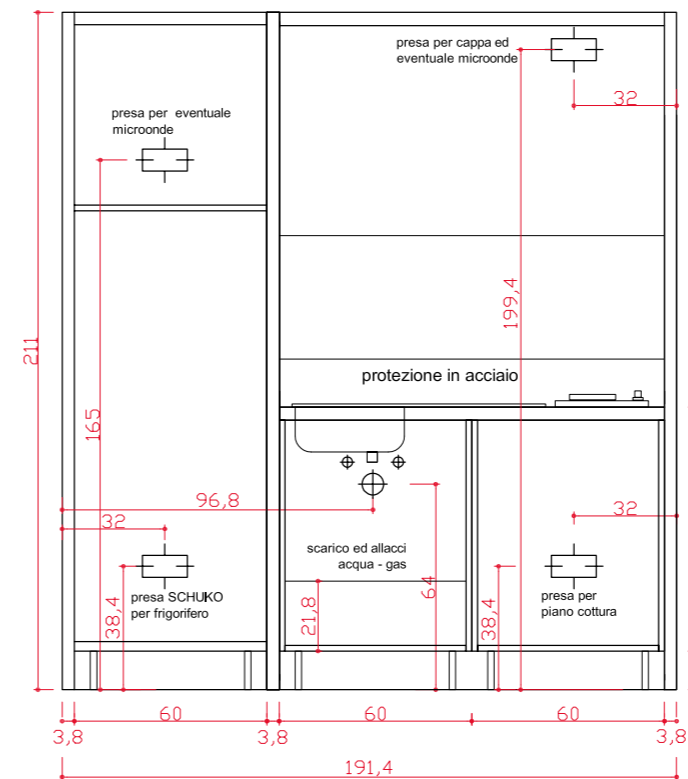 presa per cappa ed
eventuale microonde
32
presa per eventuale
microonde
199,4
211
protezione in acciaio
165
96,8
32
32
scarico ed allacci
acqua - gas
64
presa SCHUKO
per frigorifero
38,4
21,8
38,4
presa per
piano cottura
60
60
60
3,8
3,8
3,8
191,4